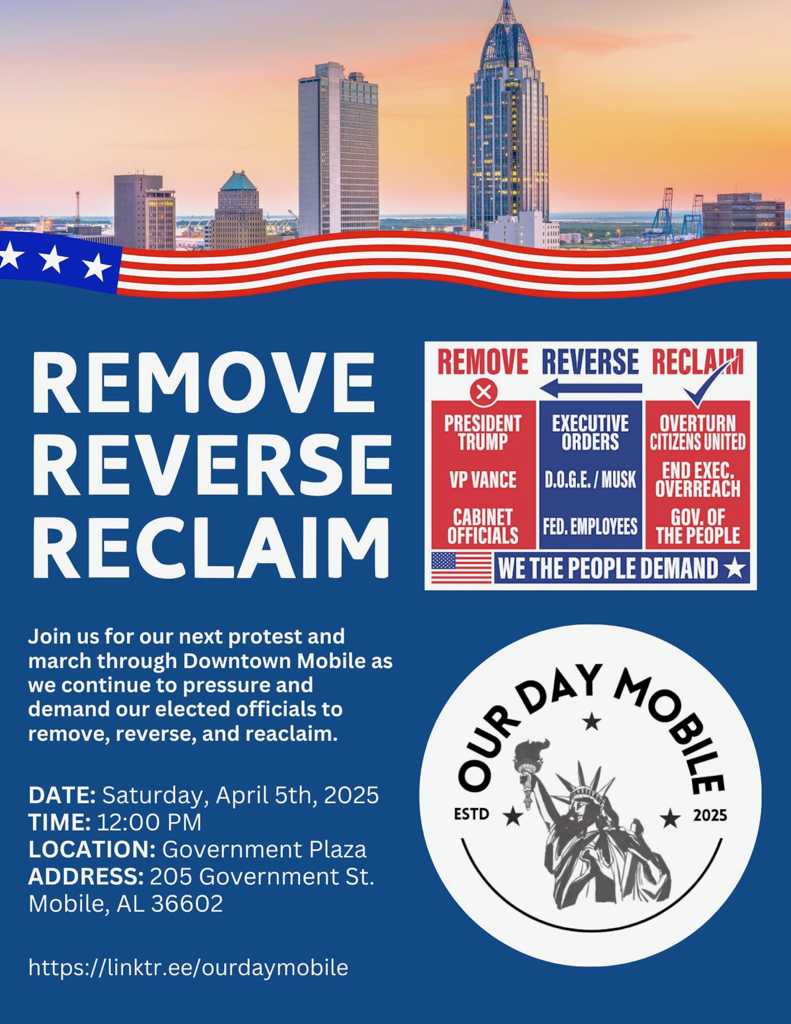 REMOVE
REVERSE
RECLAIM
REMOVE REVERSE RECLAIM
PRESIDENT
TRUMP
VP VANCE
CABINET
OFFICIALS
EXECUTIVE
ORDERS
D.O.G.E. / MUSK
FED. EMPLOYEES
OVERTURN
CITIZENS UNITED
END EXEC.
OVERREACH
GOV. OF
THE PEOPLE
WE THE PEOPLE DEMAND
Join us for our next protest and
march through Downtown Mobile as
we continue to pressure and
demand our elected officials to
remove, reverse, and reaclaim.
DATE: Saturday, April 5th, 2025
TIME: 12:00 PM
LOCATION: Government Plaza
ADDRESS: 205 Government St.
Mobile, AL 36602
https://linktr.ee/ourdaymobile
OUR DAY MOBILE
ESTD 2025